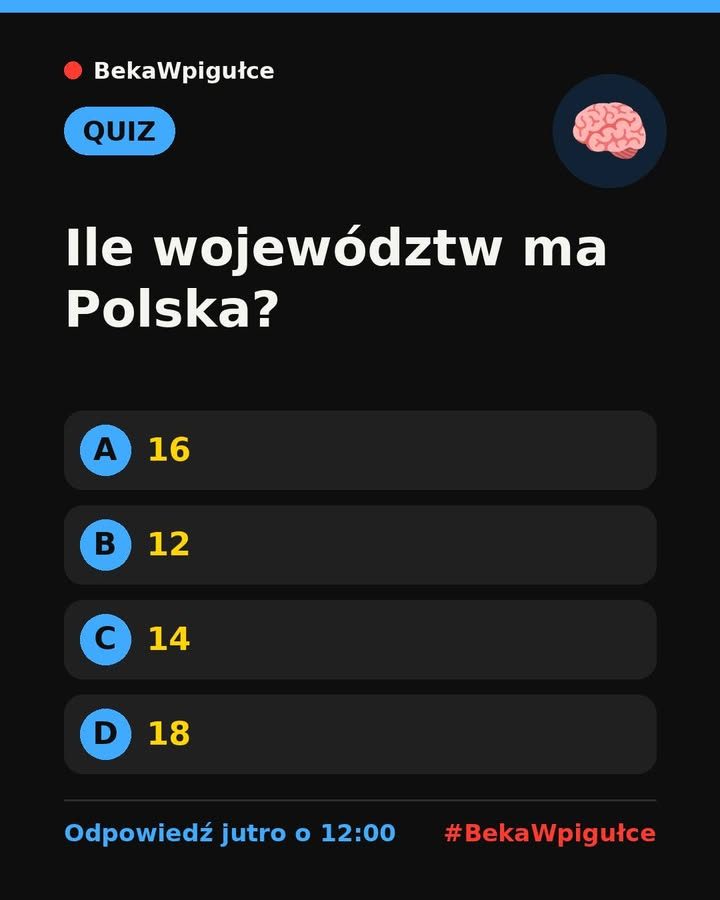 BekaWpigułce
QUIZ
Ile województw ma
Polska?
A 16
B 12
C 14
D 18
Odpowiedź jutro o 12:00 #BekaWpigułce